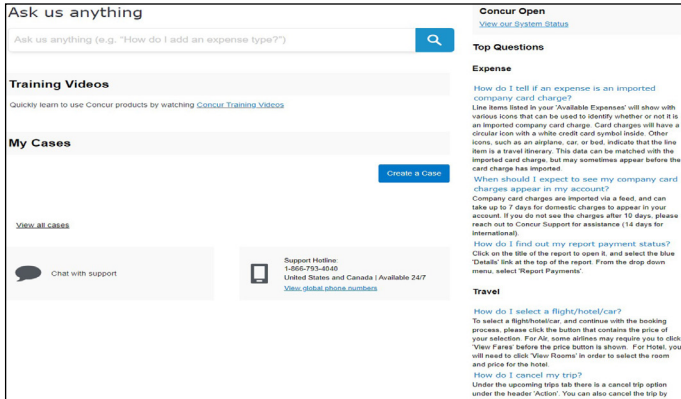 Ask us anything
Ask us anything (e.g. "How do I add an expense type?")
Training Videos
Quickly learn to use Concur products by watching Concur Training Videos
My Cases
Create a Case
View all cases
Chat with support
Support Hotline:
1-866-793-4040
United States and Canada | Available 24/7
View global phone numbers
Concur Open
View our System Status
Top Questions
Expense
How do I tell if an expense is an imported
company card charge?
Line items listed in your 'Available Expenses' will show with
various icons that can be used to identify whether or not it is
an imported company card charge. Card charges will have a
circular icon with a white credit card symbol inside. Other
icons, such as an airplane, car, or bed, indicate that the line
item is a travel itinerary. This data can be matched with the
imported card charge, but may sometimes appear before the
card charge has imported.
When should I expect to see my company card
charges appear in my account?
Company card charges are imported via a feed, and can
take up to 7 days for domestic charges to appear in your
account. If you do not see the charges after 10 days, please
reach out to Concur Support for assistance (14 days for
international).
How do I find out my report payment status?
Click on the title of the report to open it, and select the blue
'Details' link at the top of the report. From the drop down
menu, select 'Report Payments'.
Travel
How do I select a flight/hotel/car?
To select a flight/hotel/car, and continue with the booking
process, please click the button that contains the price of
your selection. For Air, some airlines may require you to click
'View Fares' before the price button is shown. For Hotel, you
will need to click 'View Rooms' in order to select the room
and price for the hotel.
How do I cancel my trip?
Under the upcoming trips tab there is a cancel trip option
under the header 'Action'. You can also cancel the trip by